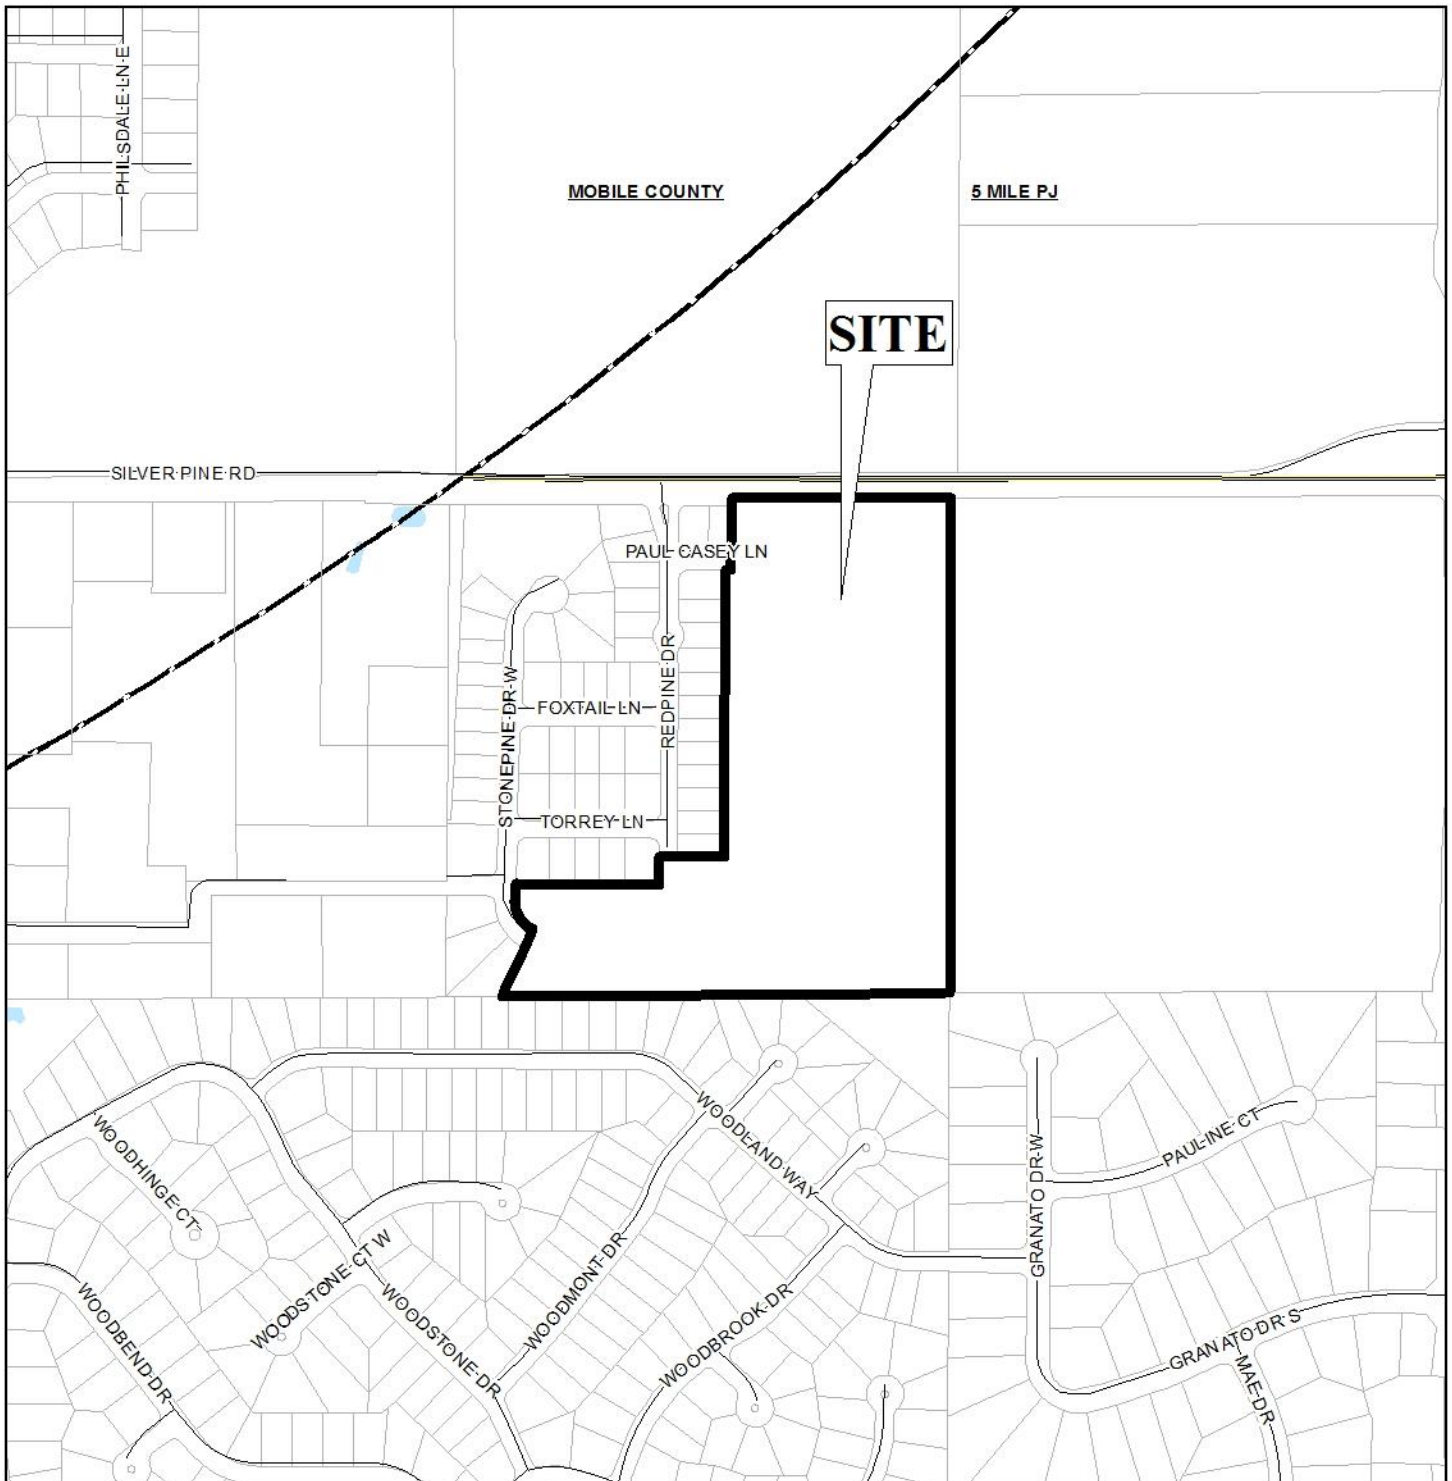 PHILSDALE LN E
MOBILE COUNTY
5 MILE PJ
SITE
SILVER PINE RD
PAUL CASEY LN
REDPINE DR
STONEPINE DR W
FOXTAIL LN
TORREY LN
WOODLAND WAY
WOODHINGE CT
PAULINE CT
GRANATO DR W
WOODSTONE CT W
WOODMONT DR
WOODBEND DR
WOODSTONE DR
WOODBROOK DR
GRANATO DR S
MAE DR